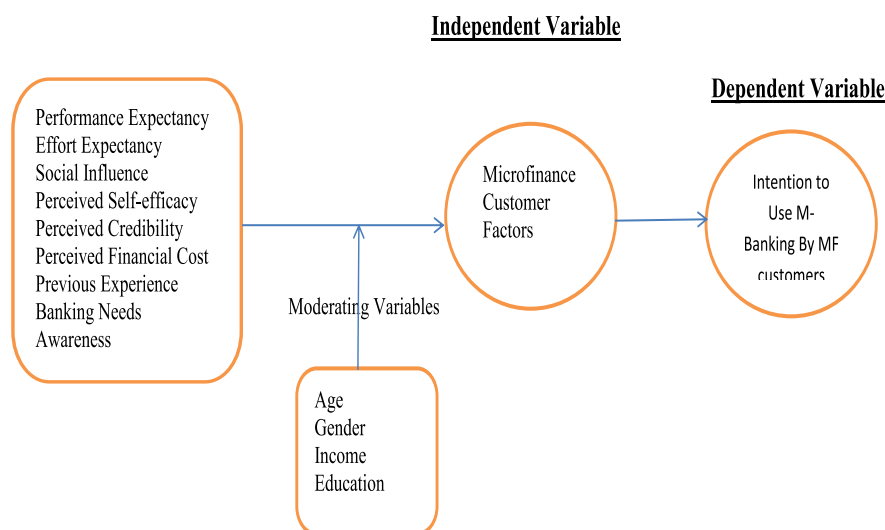 Independent Variable
Dependent Variable
Performance Expectancy
Effort Expectancy
Social Influence
Perceived Self-efficacy
Perceived Credibility
Perceived Financial Cost
Previous Experience
Banking Needs
Awareness
Microfinance
Customer
Factors
Intention to
Use M-
Banking By MF
customers
Moderating Variables
Age
Gender
Income
Education